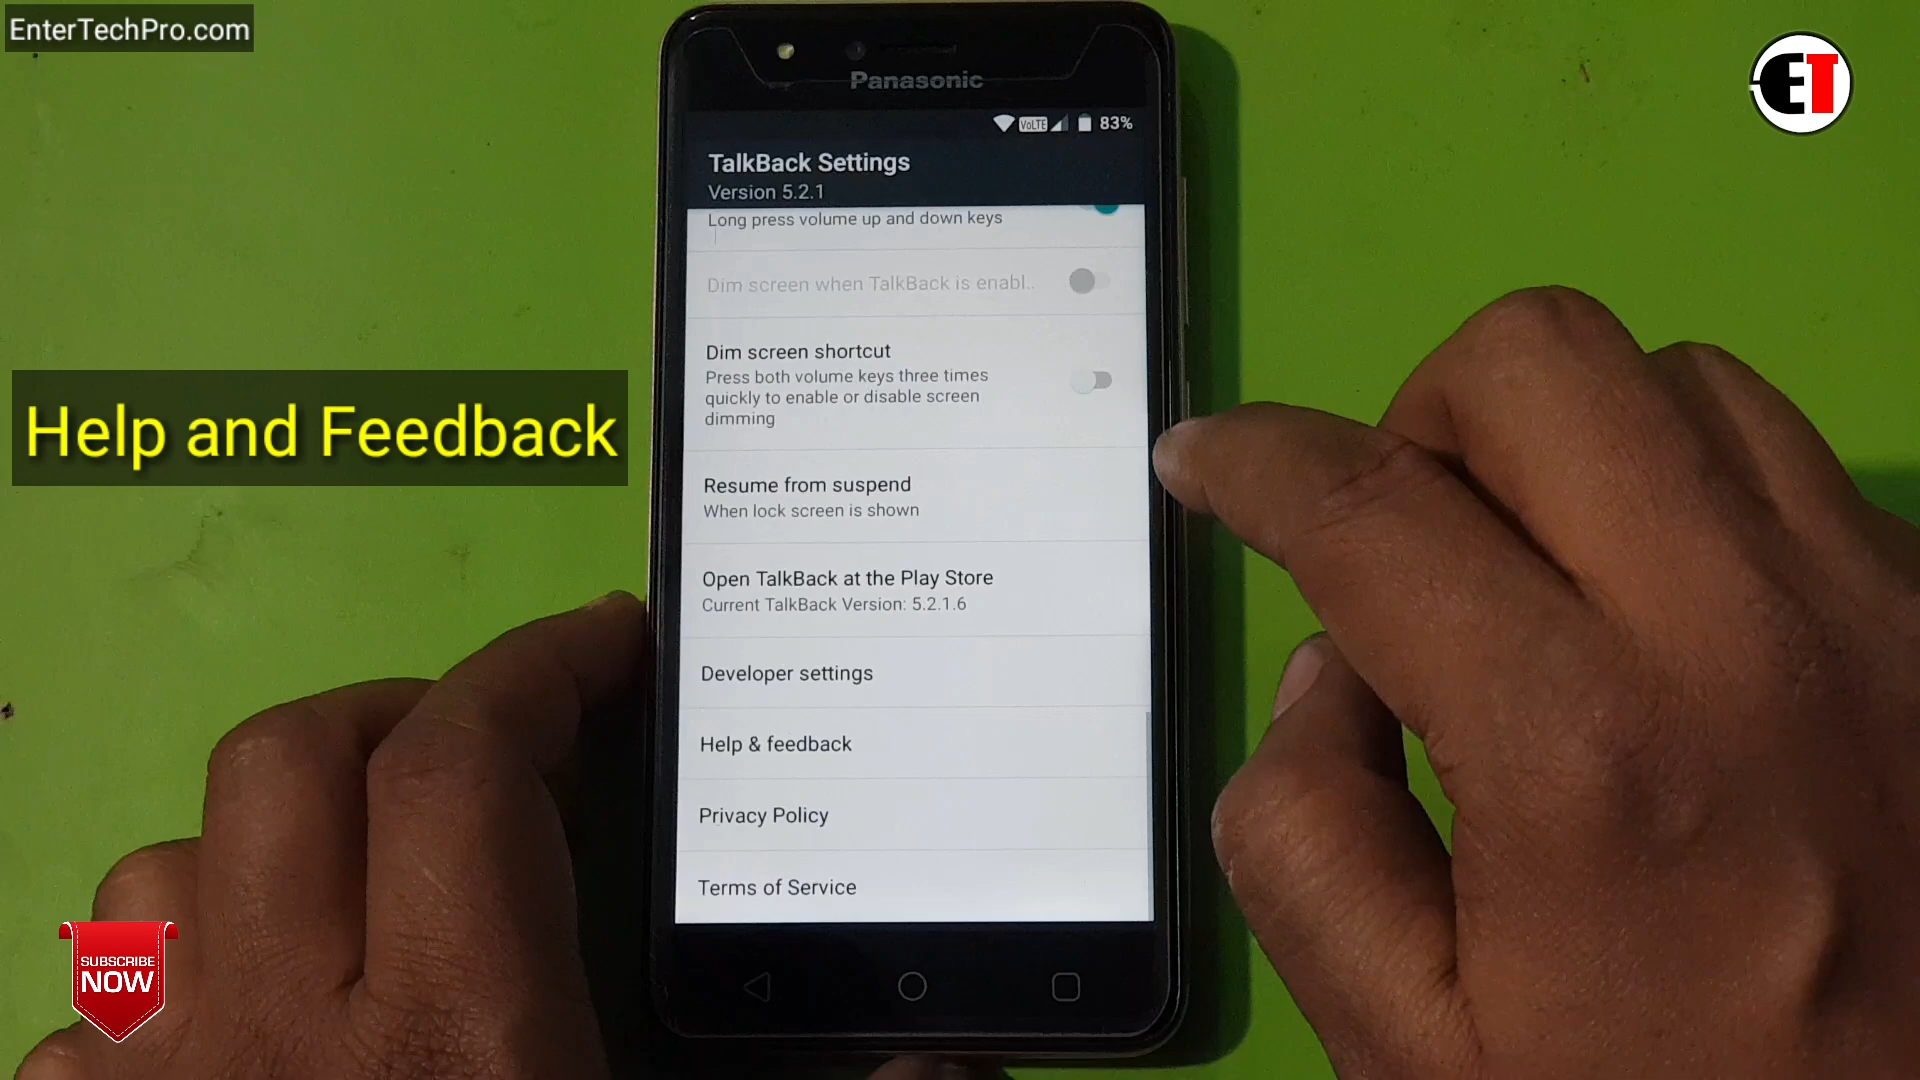 EnterTechPro.com
ET
Panasonic
VoLTE 83%
TalkBack Settings
Version 5.2.1
Long press volume up and down keys
Dim screen when TalkBack is enabl..
Dim screen shortcut
Press both volume keys three times
quickly to enable or disable screen
dimming
Help and Feedback
Resume from suspend
When lock screen is shown
Open TalkBack at the Play Store
Current TalkBack Version: 5.2.1.6
Developer settings
Help & feedback
Privacy Policy
Terms of Service
SUBSCRIBE
NOW